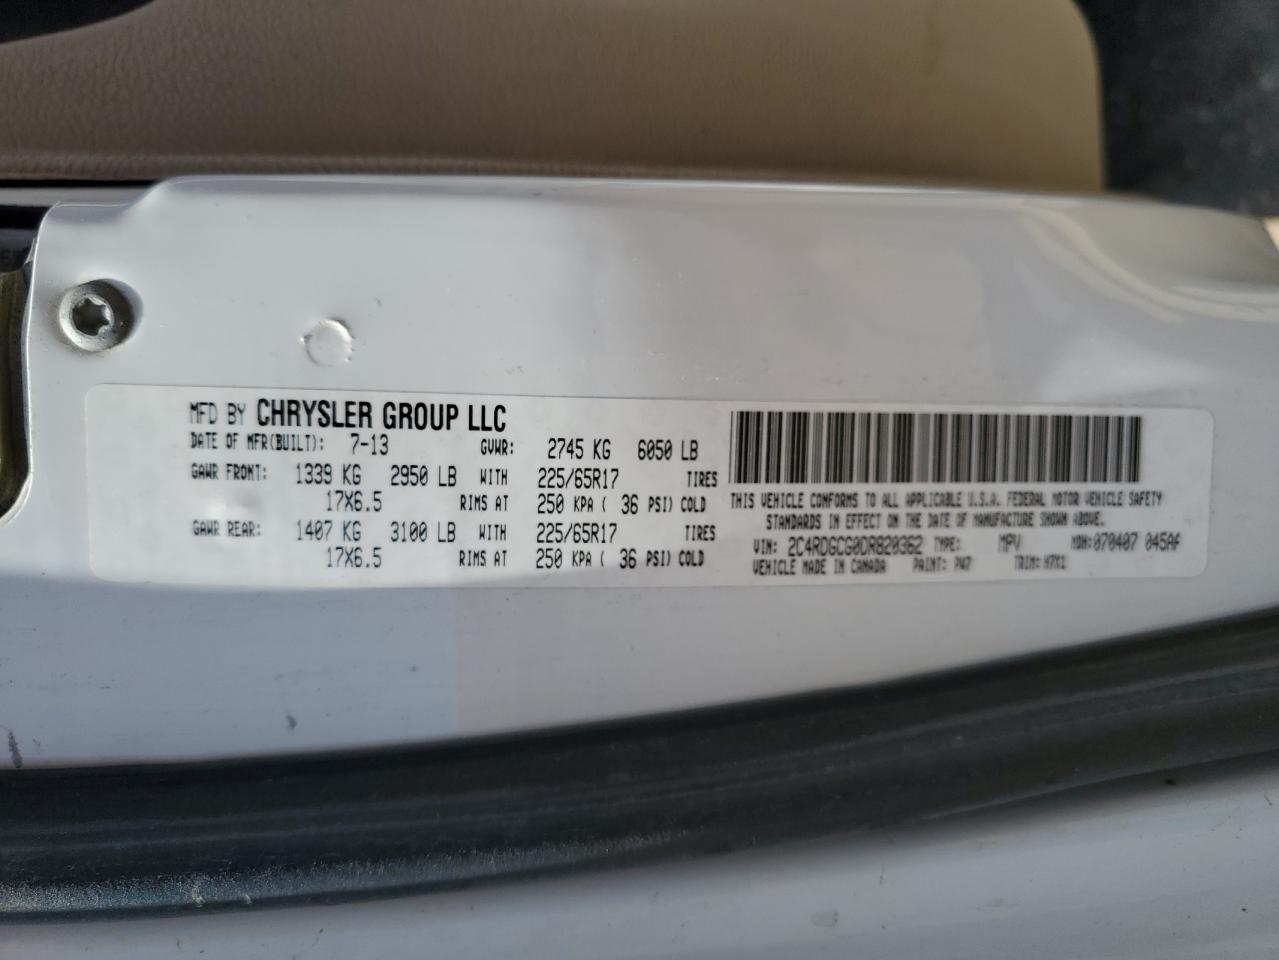 MFD BY CHRYSLER GROUP LLC
DATE OF MFR(BUILT): 7-13 GVWR: 2745 KG 6050 LB
GAWR FRONT: 1339 KG 2950 LB WITH 225/65R17 TIRES
17X6.5 RIMS AT 250 KPA ( 36 PSI) COLD
GAWR REAR: 1407 KG 3100 LB WITH 225/65R17 TIRES
17X6.5 RIMS AT 250 KPA ( 36 PSI) COLD
THIS VEHICLE CONFORMS TO ALL APPLICABLE U.S.A. FEDERAL MOTOR VEHICLE SAFETY
STANDARDS IN EFFECT ON THE DATE OF MANUFACTURE SHOWN ABOVE.
VIN: 2C4RDGCG0DR820362 TYPE: MPV MDH:070407 045AF
VEHICLE MADE IN CANADA PAINT: PW7 TRIM: